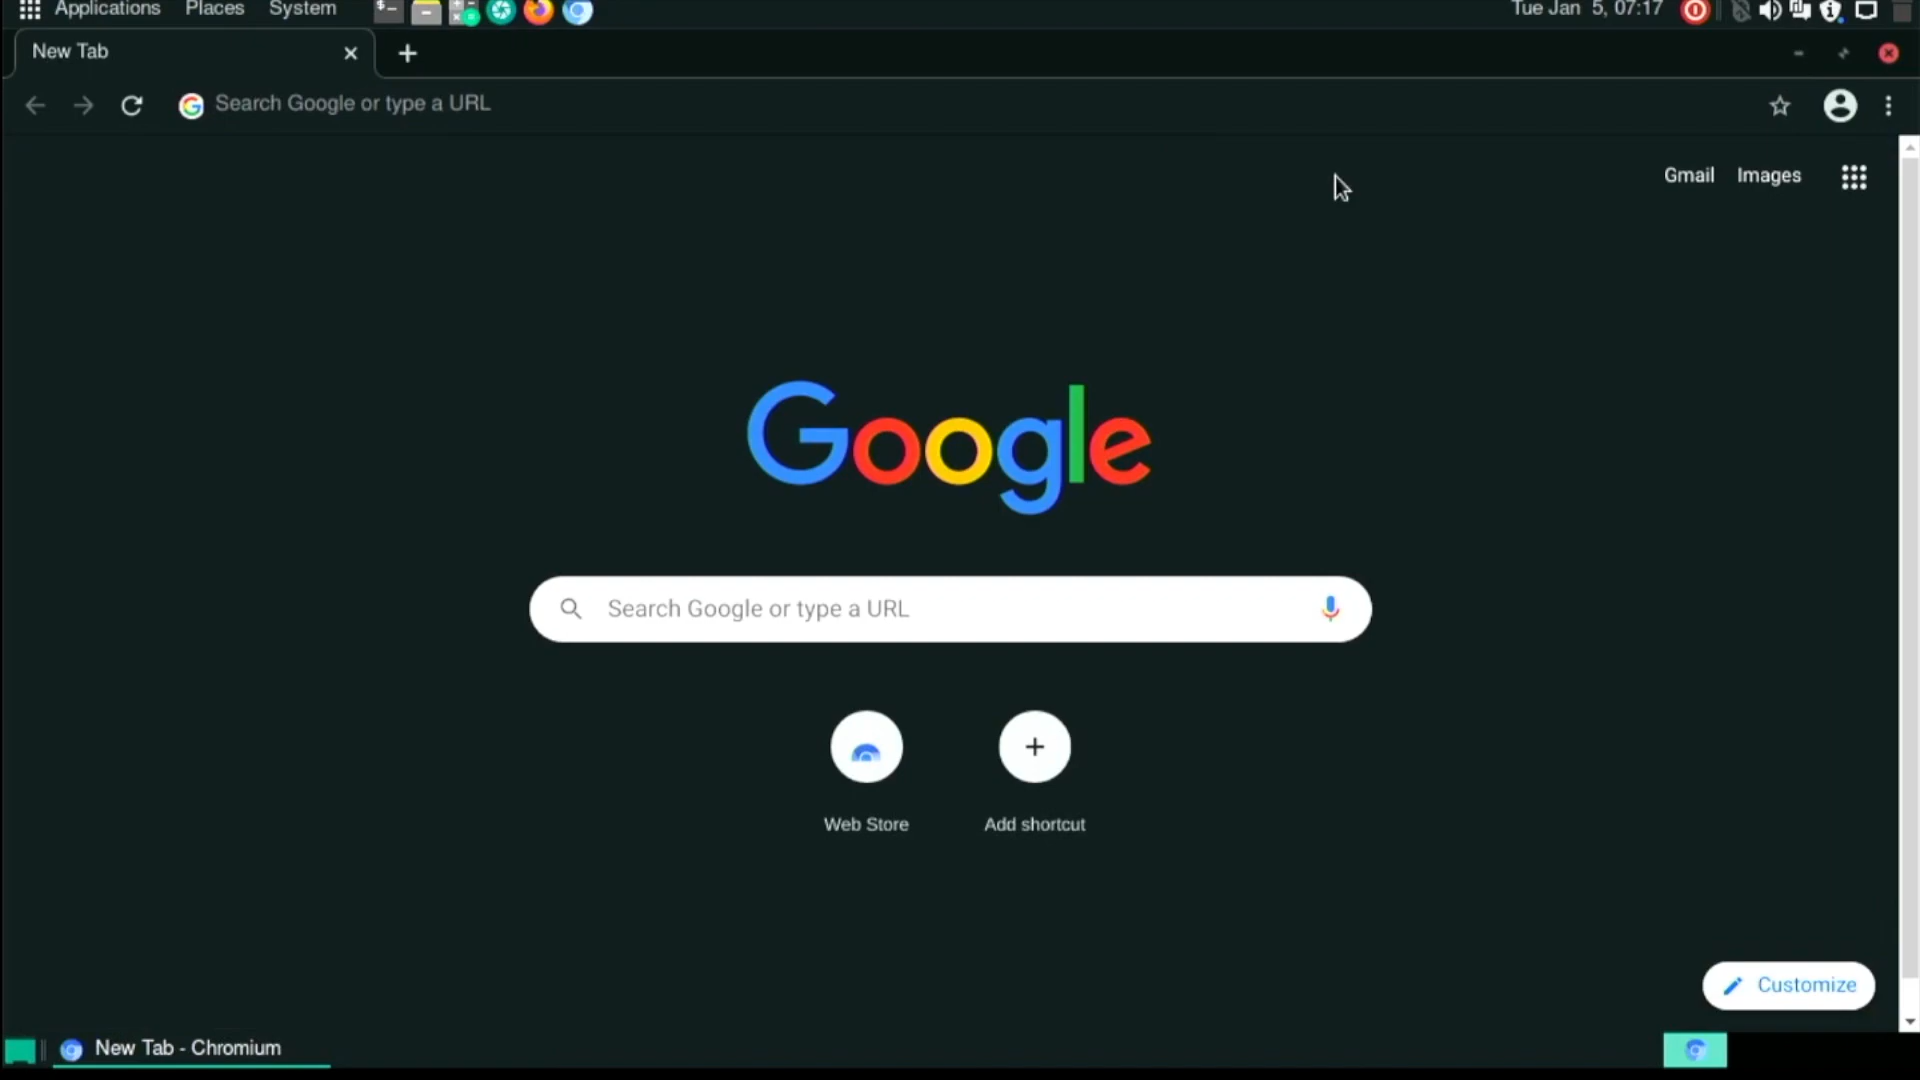 Applications Places System Tue Jan 5, 07:17
New Tab
Search Google or type a URL
Gmail Images
Google
Search Google or type a URL
Web Store Add shortcut
Customize
New Tab - Chromium